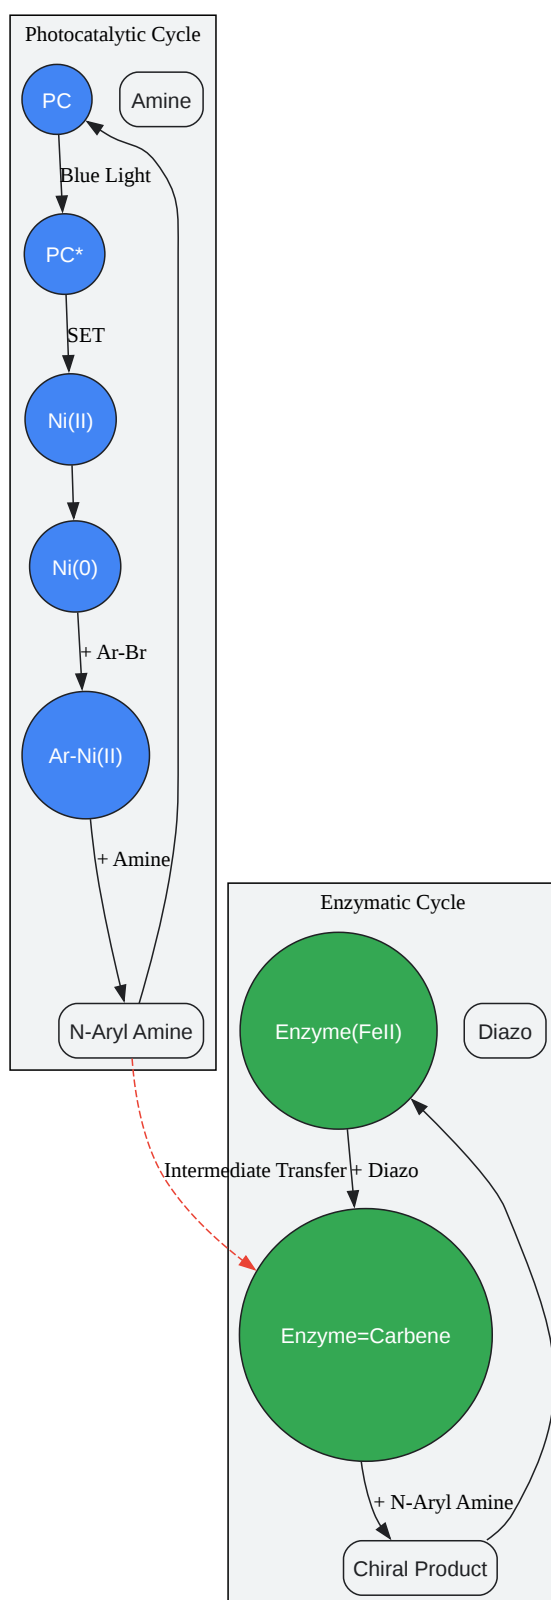 Photocatalytic Cycle
PC
Amine
Blue Light
PC*
SET
Ni(II)
Ni(0)
+ Ar-Br
Ar-Ni(II)
+ Amine
N-Aryl Amine
Enzymatic Cycle
Enzyme(FeII)
Diazo
Intermediate Transfer
+ Diazo
Enzyme=Carbene
+ N-Aryl Amine
Chiral Product